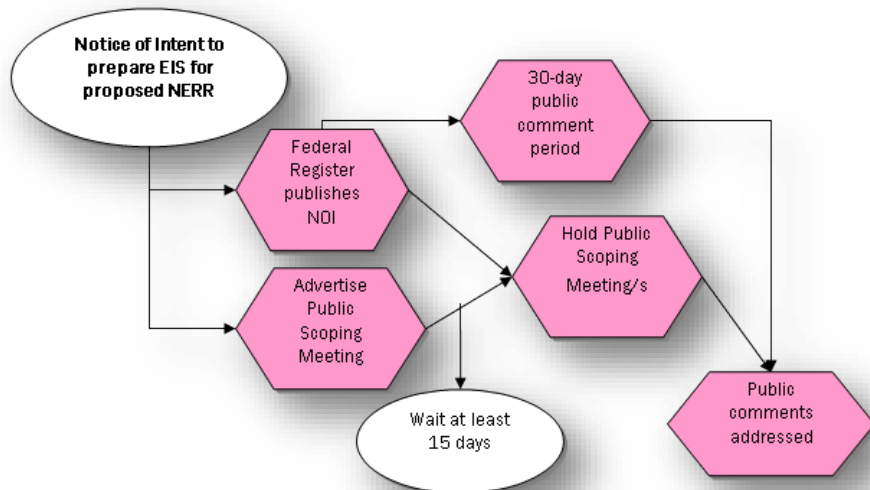 Notice of Intent to
prepare EIS for
proposed NERR
30-day
public
comment
period
Federal
Register
publishes
NOI
Hold Public
Scoping
Meeting/s
Advertise
Public
Scoping
Meeting
Wait at least
15 days
Public
comments
addressed